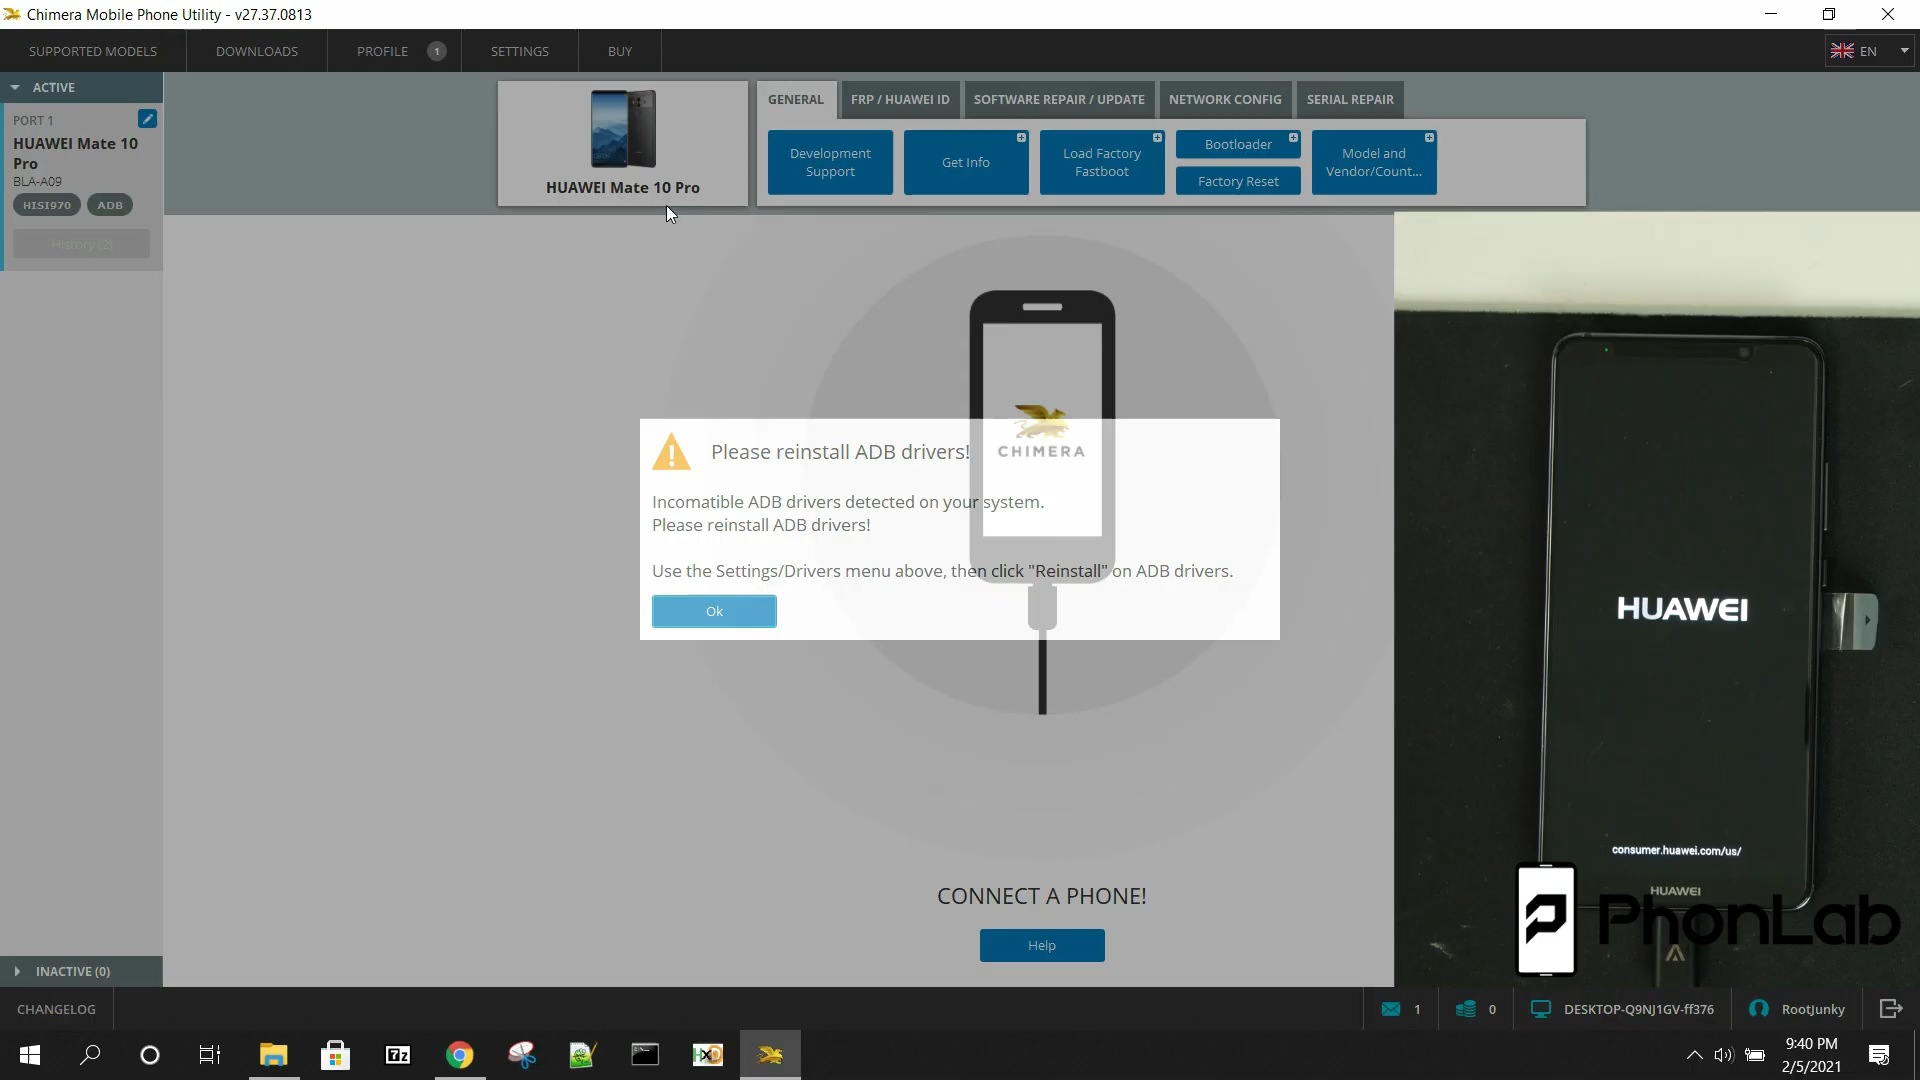 Chimera Mobile Phone Utility - v27.37.0813
SUPPORTED MODELS
DOWNLOADS
PROFILE
1
SETTINGS
BUY
EN
ACTIVE
PORT 1
HUAWEI Mate 10
Pro
BLA-A09
HISI970
ADB
History (2)
HUAWEI Mate 10 Pro
GENERAL
FRP / HUAWEI ID
SOFTWARE REPAIR / UPDATE
NETWORK CONFIG
SERIAL REPAIR
Development
Support
Get Info
Load Factory
Fastboot
Bootloader
Factory Reset
Model and
Vendor/Count...
CHIMERA
Please reinstall ADB drivers!
Incomatible ADB drivers detected on your system.
Please reinstall ADB drivers!
Use the Settings/Drivers menu above, then click "Reinstall" on ADB drivers.
Ok
CONNECT A PHONE!
Help
HUAWEI
consumer.huawei.com/us/
HUAWEI
PhonLab
INACTIVE (0)
CHANGELOG
1
0
DESKTOP-Q9NJ1GV-ff376
RootJunky
7z
HxD
9:40 PM
2/5/2021